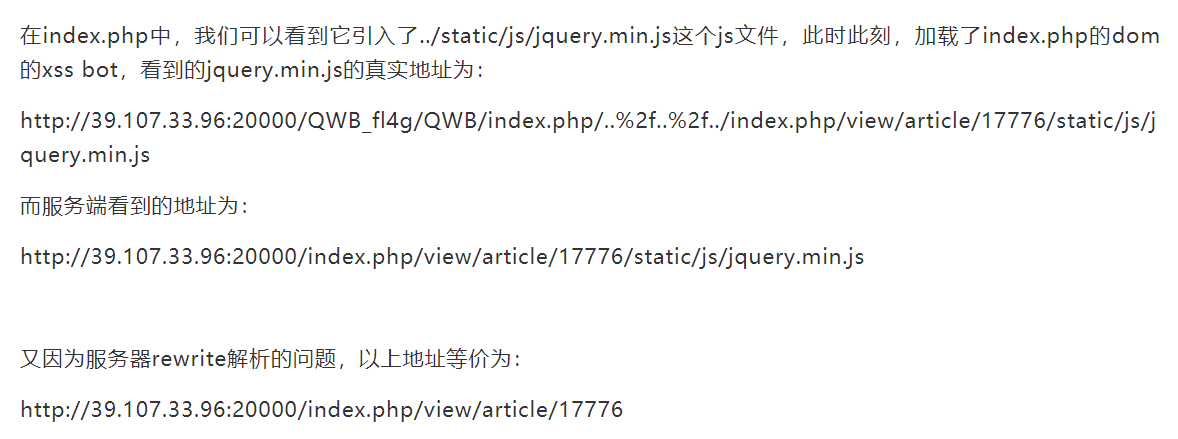 在index.php中，我们可以看到它引入了../static/js/jquery.min.js这个js文件，此时此刻，加载了index.php的dom
的xss bot，看到的jquery.min.js的真实地址为：
http://39.107.33.96:20000/QWB_fl4g/QWB/index.php/..%2f..%2f../index.php/view/article/17776/static/js/j
query.min.js
而服务端看到的地址为：
http://39.107.33.96:20000/index.php/view/article/17776/static/js/jquery.min.js
又因为服务器rewrite解析的问题，以上地址等价为：
http://39.107.33.96:20000/index.php/view/article/17776